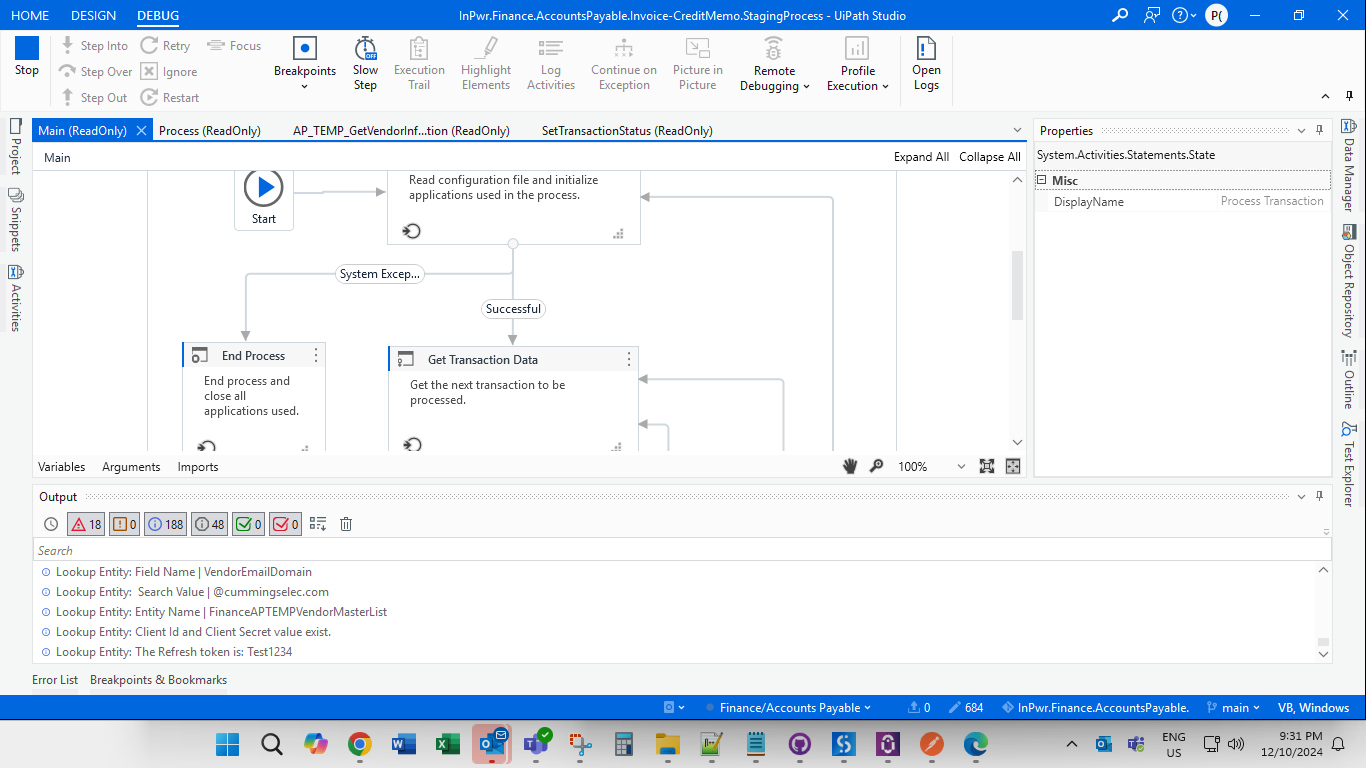 HOME DESIGN DEBUG InPwr.Finance.AccountsPayable.Invoice-CreditMemo.StagingProcess - UiPath Studio P(
Stop
Step Into Retry Focus
Step Over Ignore
Step Out Restart
Breakpoints
Slow Step
Execution Trail
Highlight Elements
Log Activities
Continue on Exception
Picture in Picture
Remote Debugging
Profile Execution
Open Logs
Main (ReadOnly) Process (ReadOnly) AP_TEMP_GetVendorInf...tion (ReadOnly) SetTransactionStatus (ReadOnly)
Project
Snippets
Activities
Main Expand All Collapse All
Start
Read configuration file and initialize
applications used in the process.
System Excep...
Successful
End Process
End process and
close all
applications used.
Get Transaction Data
Get the next transaction to be
processed.
Variables Arguments Imports 100%
Properties
System.Activities.Statements.State
Misc
DisplayName Process Transaction
Data Manager
Object Repository
Outline
Test Explorer
Output
18 0 188 48 0 0
Search
Lookup Entity: Field Name | VendorEmailDomain
Lookup Entity:  Search Value | @cummingselec.com
Lookup Entity: Entity Name | FinanceAPTEMPVendorMasterList
Lookup Entity: Client Id and Client Secret value exist.
Lookup Entity: The Refresh token is: Test1234
Error List Breakpoints & Bookmarks
Finance/Accounts Payable 0 684 InPwr.Finance.AccountsPayable. main VB, Windows
ENG
US
9:31 PM
12/10/2024